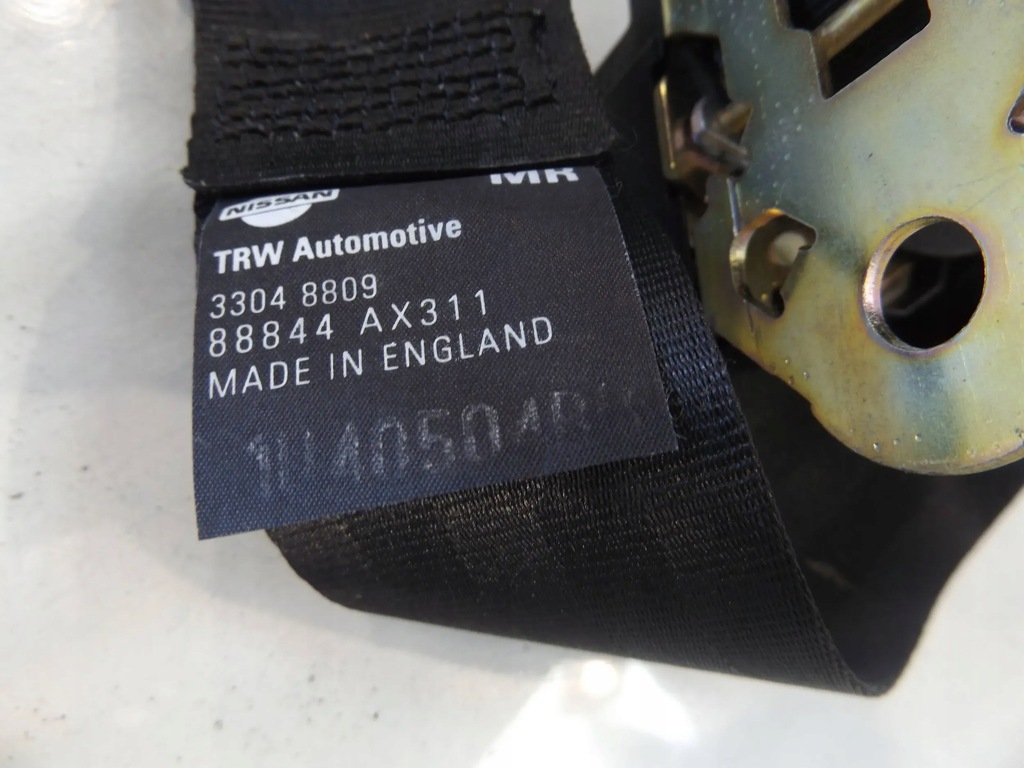 MR
NISSAN
TRW Automotive
3304 8809
88844 AX311
MADE IN ENGLAND